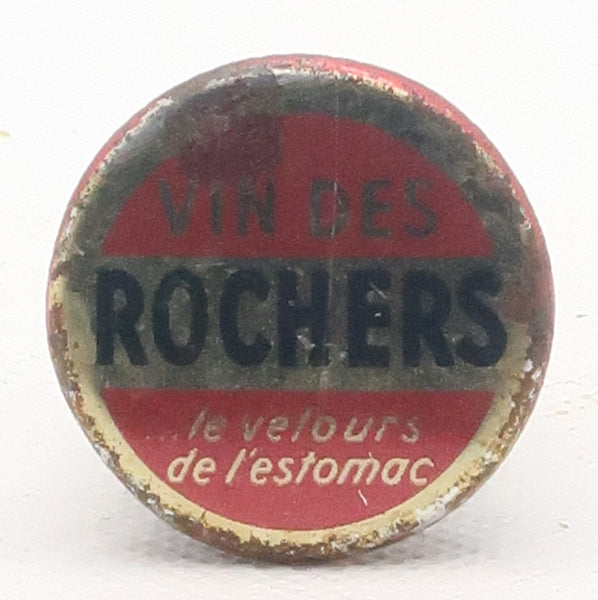 VIN DES
ROCHERS
...le velours
de l'estomac